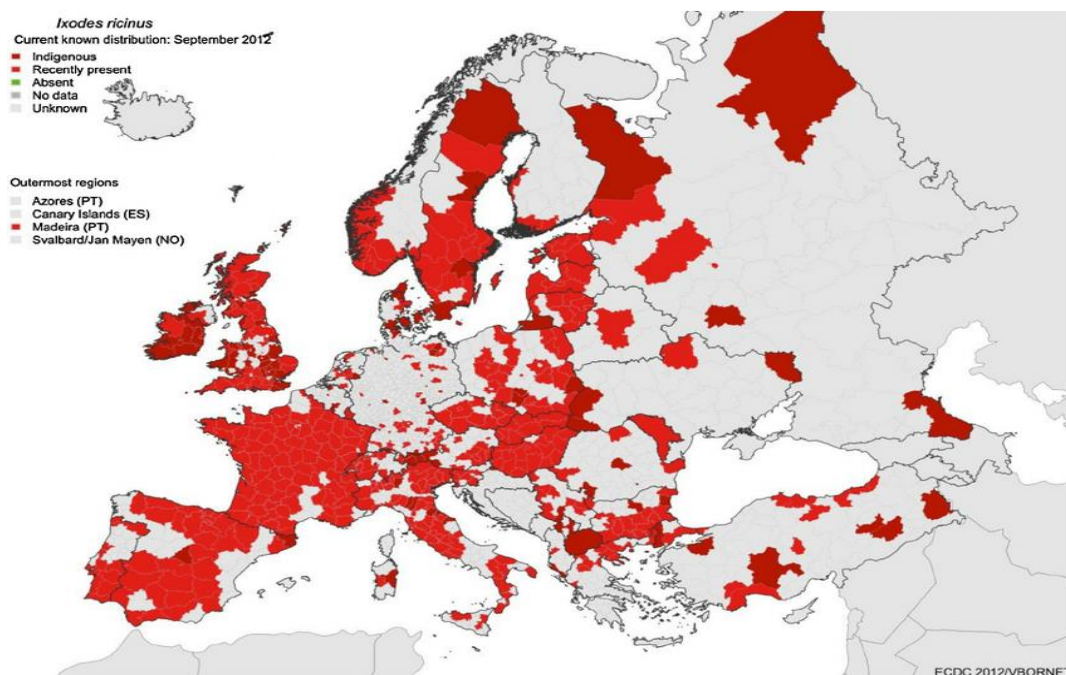 Ixodes ricinus
Current known distribution: September 2012
Indigenous
Recently present
Absent
No data
Unknown
Outermost regions
Azores (PT)
Canary Islands (ES)
Madeira (PT)
Svalbard/Jan Mayen (NO)
ECDC 2012/VBORNET